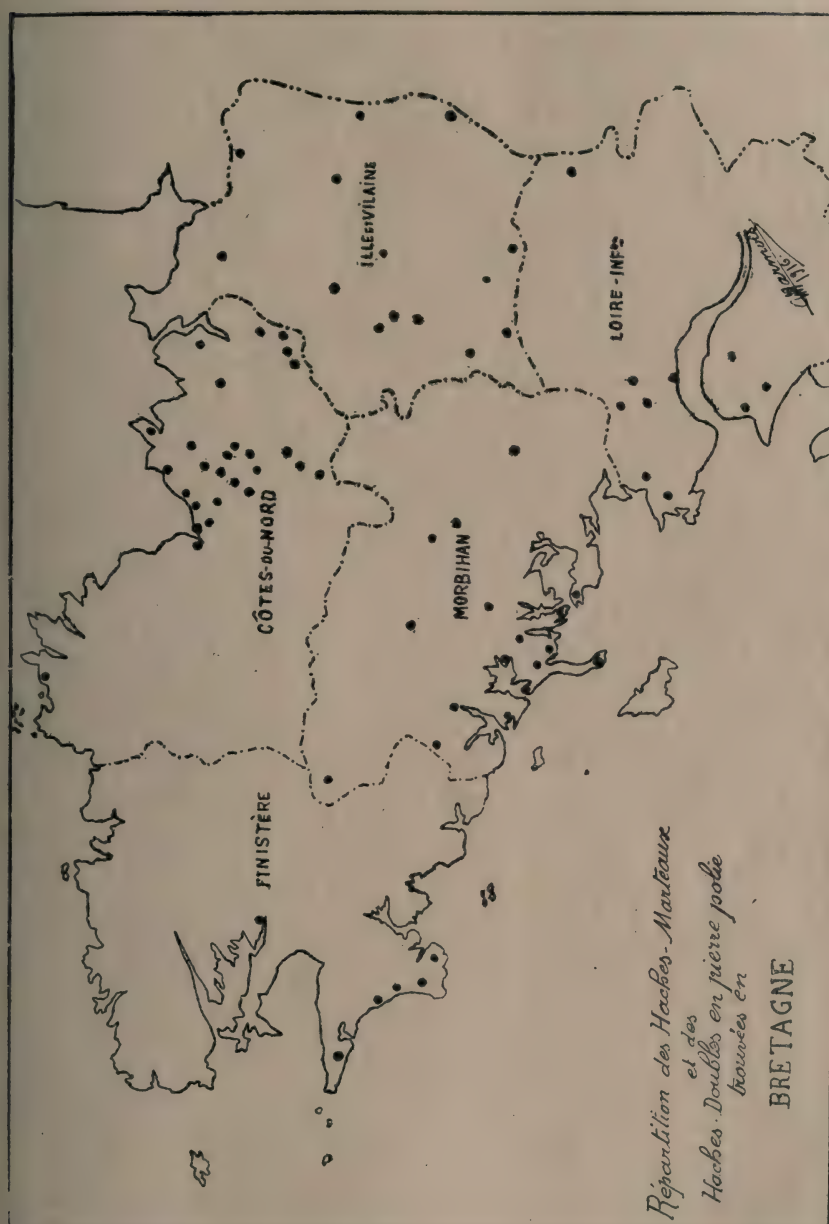 FINISTÈRE
CÔTES-DU-NORD
MORBIHAN
ILLE ET VILAINE
LOIRE-INFRE
Répartition des Haches-Marteaux
et des
Haches-Doubles en pierre polie
trouvées en
BRETAGNE
1916